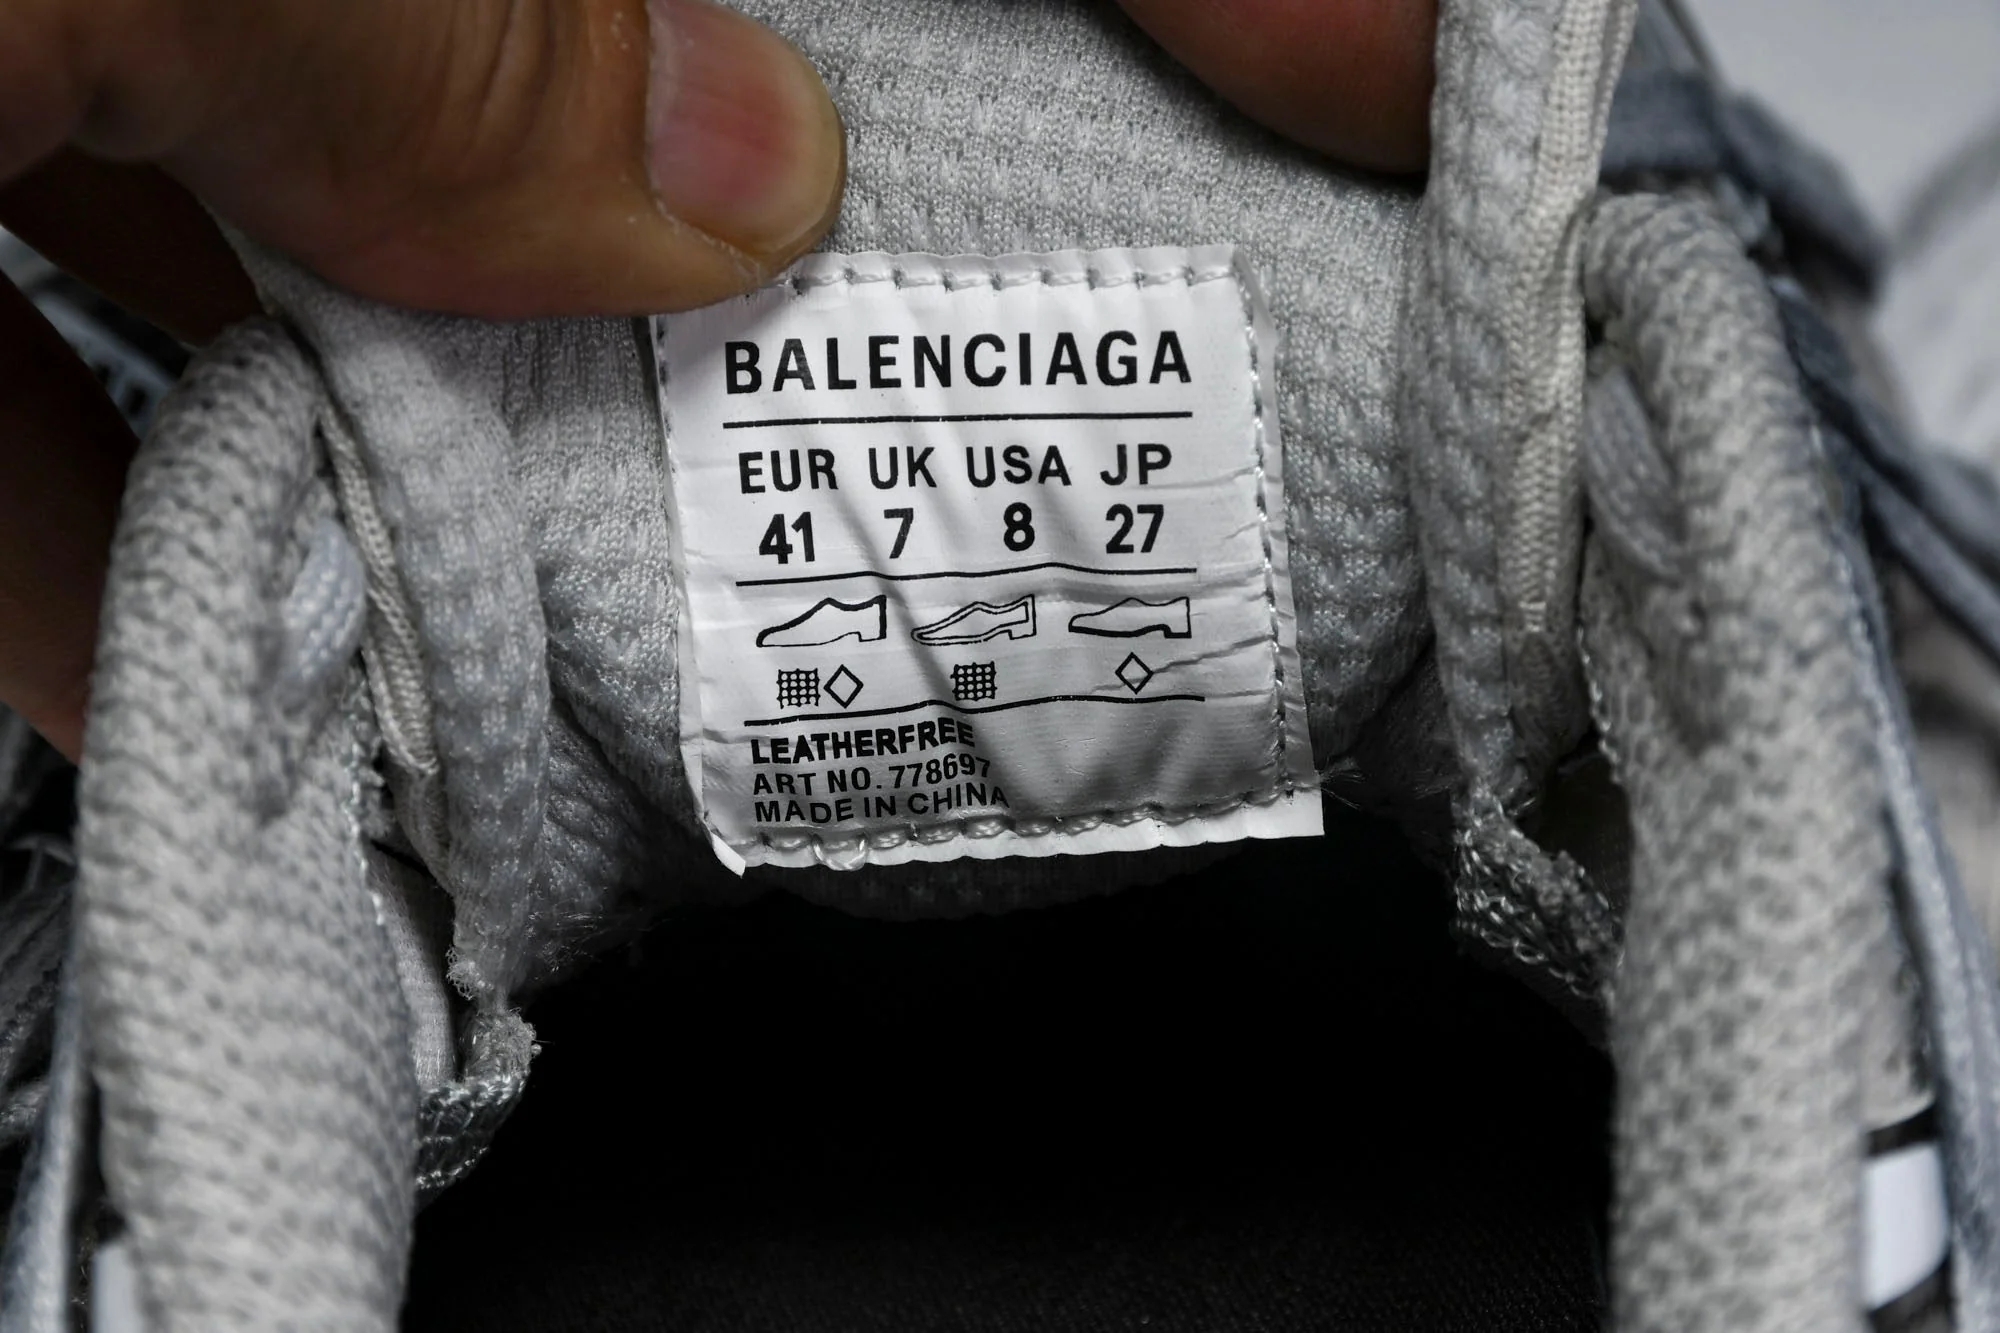 BALENCIAGA
EUR UK USA JP
41 7 8 27
LEATHERFREE
ART NO. 778697
MADE IN CHINA